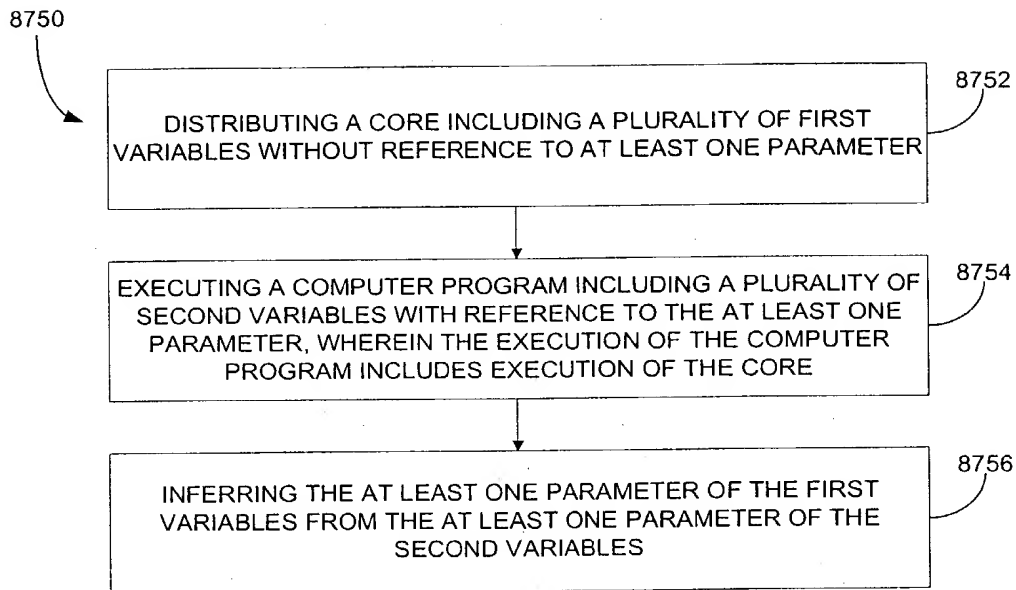 8750
8752
DISTRIBUTING A CORE INCLUDING A PLURALITY OF FIRST
VARIABLES WITHOUT REFERENCE TO AT LEAST ONE PARAMETER
8754
EXECUTING A COMPUTER PROGRAM INCLUDING A PLURALITY OF
SECOND VARIABLES WITH REFERENCE TO THE AT LEAST ONE
PARAMETER, WHEREIN THE EXECUTION OF THE COMPUTER
PROGRAM INCLUDES EXECUTION OF THE CORE
8756
INFERRING THE AT LEAST ONE PARAMETER OF THE FIRST
VARIABLES FROM THE AT LEAST ONE PARAMETER OF THE
SECOND VARIABLES